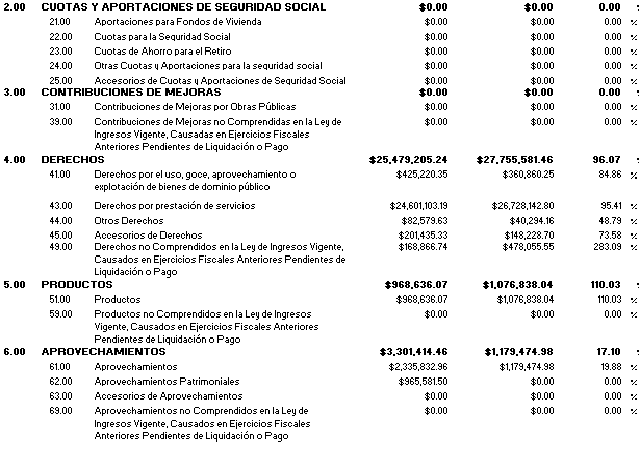 2.00 CUOTAS Y APORTACIONES DE SEGURIDAD SOCIAL $0.00 $0.00 0.00
21.00 Aportaciones para Fondos de Vivienda $0.00 $0.00 0.00 %
22.00 Cuotas para la Seguridad Social $0.00 $0.00 0.00 %
23.00 Cuotas de Ahorro para el Retiro $0.00 $0.00 0.00 %
24.00 Otras Cuotas y Aportaciones para la seguridad social $0.00 $0.00 0.00 %
25.00 Accesorios de Cuotas y Aportaciones de Seguridad Social $0.00 $0.00 0.00 %
3.00 CONTRIBUCIONES DE MEJORAS $0.00 $0.00 0.00
31.00 Contribuciones de Mejoras por Obras Públicas $0.00 $0.00 0.00 %
39.00 Contribuciones de Mejoras no Comprendidas en la Ley de $0.00 $0.00 0.00 %
Ingresos Vigente, Causadas en Ejercicios Fiscales
Anteriores Pendientes de Liquidación o Pago
4.00 DERECHOS $25,479,205.24 $27,755,581.46 96.07
41.00 Derechos por el uso, goce, aprovechamiento o $425,220.35 $360,860.25 84.86 %
explotación de bienes de dominio público
43.00 Derechos por prestación de servicios $24,601,103.19 $26,728,142.80 95.41 %
44.00 Otros Derechos $82,579.63 $40,294.16 48.79 %
45.00 Accesorios de Derechos $201,435.33 $148,228.70 73.58 %
49.00 Derechos no Comprendidos en la Ley de Ingresos Vigente, $168,866.74 $478,055.55 283.09 %
Causados en Ejercicios Fiscales Anteriores Pendientes de
Liquidación o Pago
5.00 PRODUCTOS $968,636.07 $1,076,838.04 110.03
51.00 Productos $968,636.07 $1,076,838.04 110.03 %
59.00 Productos no Comprendidos en la Ley de Ingresos $0.00 $0.00 0.00 %
Vigente, Causados en Ejercicios Fiscales Anteriores
Pendientes de Liquidación o Pago
6.00 APROVECHAMIENTOS $3,301,414.46 $1,179,474.98 17.10
61.00 Aprovechamientos $2,335,832.96 $1,179,474.98 19.88 %
62.00 Aprovechamientos Patrimoniales $965,581.50 $0.00 0.00 %
63.00 Accesorios de Aprovechamientos $0.00 $0.00 0.00 %
69.00 Aprovechamientos no Comprendidos en la Ley de $0.00 $0.00 0.00 %
Ingresos Vigente, Causados en Ejercicios Fiscales
Anteriores Pendientes de Liquidación o Pago